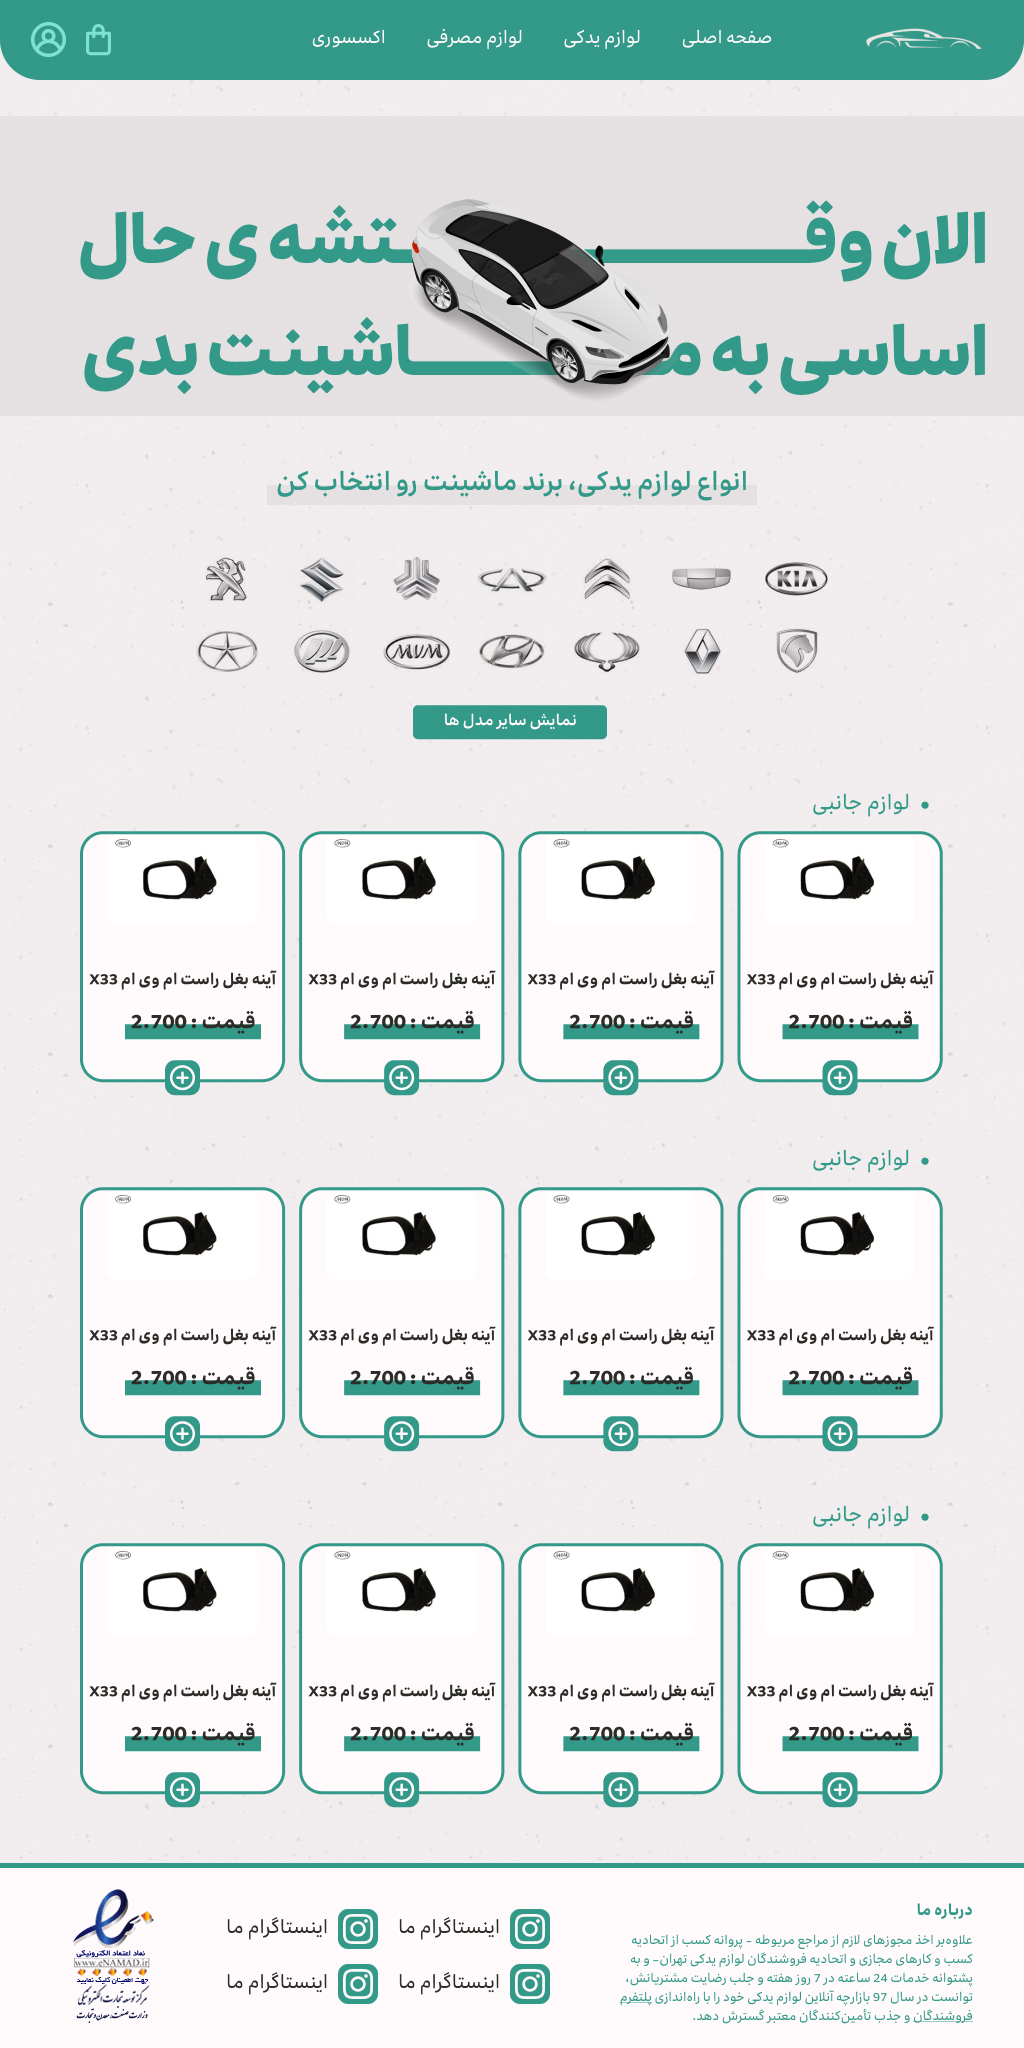 صفحه اصلی
لوازم یدکی
لوازم مصرفی
اکسسوری
الان وقتشه ی حال
اساسی به ماشینت بدی
انواع لوازم یدکی، برند ماشینت رو انتخاب کن
KIA
MVM
نمایش سایر مدل ها
لوازم جانبی
آینه بغل راست ام وی ام X33
قیمت : 2.700
آینه بغل راست ام وی ام X33
قیمت : 2.700
آینه بغل راست ام وی ام X33
قیمت : 2.700
آینه بغل راست ام وی ام X33
قیمت : 2.700
لوازم جانبی
آینه بغل راست ام وی ام X33
قیمت : 2.700
آینه بغل راست ام وی ام X33
قیمت : 2.700
آینه بغل راست ام وی ام X33
قیمت : 2.700
آینه بغل راست ام وی ام X33
قیمت : 2.700
لوازم جانبی
آینه بغل راست ام وی ام X33
قیمت : 2.700
آینه بغل راست ام وی ام X33
قیمت : 2.700
آینه بغل راست ام وی ام X33
قیمت : 2.700
آینه بغل راست ام وی ام X33
قیمت : 2.700
درباره ما
علاوه‌بر اخذ مجوزهای لازم از مراجع مربوطه - پروانه کسب از اتحادیه
کسب و کارهای مجازی و اتحادیه فروشندگان لوازم یدکی تهران- و به
پشتوانه خدمات 24 ساعته در 7 روز هفته و جلب رضایت مشتریانش،
توانست در سال 97 بازارچه آنلاین لوازم یدکی خود را با راه‌اندازی پلتفرم
فروشندگان و جذب تأمین‌کنندگان معتبر گسترش دهد.
اینستاگرام ما
اینستاگرام ما
اینستاگرام ما
اینستاگرام ما
نماد اعتماد الکترونیکی
www.eNAMAD.ir
جهت اطمینان کلیک نمایید
مرکز توسعه تجارت الکترونیکی
وزارت صنعت، معدن و تجارت